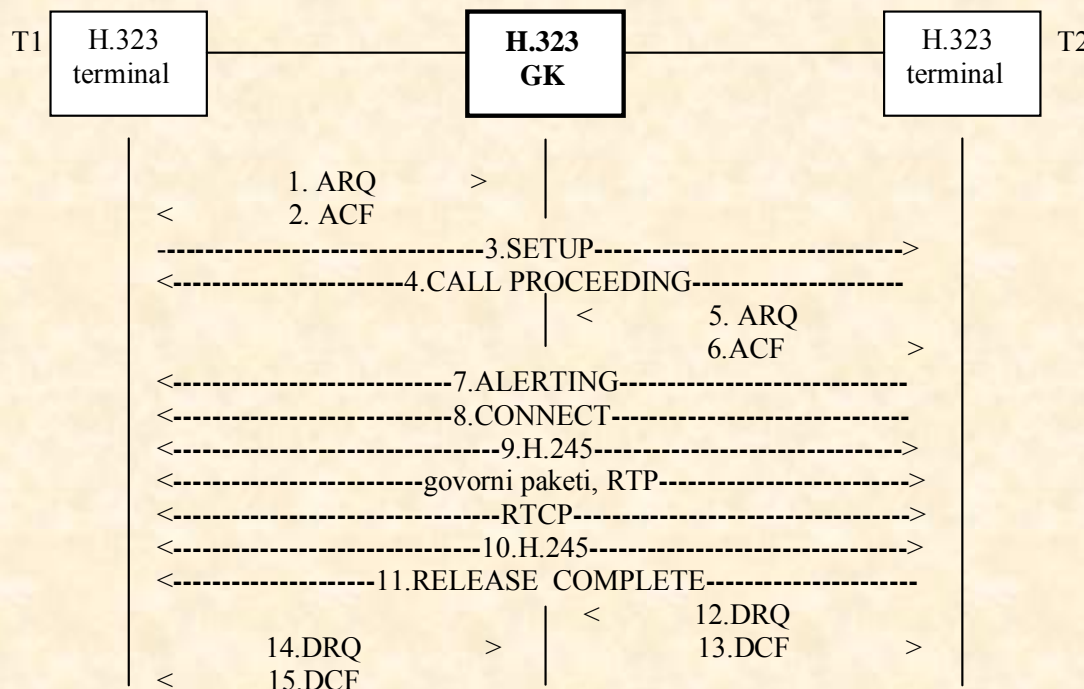 T1
H.323
terminal
H.323
GK
H.323
terminal
T2
1. ARQ >
< 2. ACF
----------------------------------3.SETUP-------------------------------->
<------------------------4.CALL PROCEEDING----------------------
< 5. ARQ
6.ACF >
<-----------------------------7.ALERTING------------------------------
<-----------------------------8.CONNECT-------------------------------
<----------------------------------9.H.245----------------------------->
<--------------------------govorni paketi, RTP-------------------------->
<----------------------------------RTCP----------------------------------->
<--------------------------------10.H.245--------------------------------->
<---------------------11.RELEASE COMPLETE----------------------
< 12.DRQ
14.DRQ > 13.DCF >
< 15.DCF